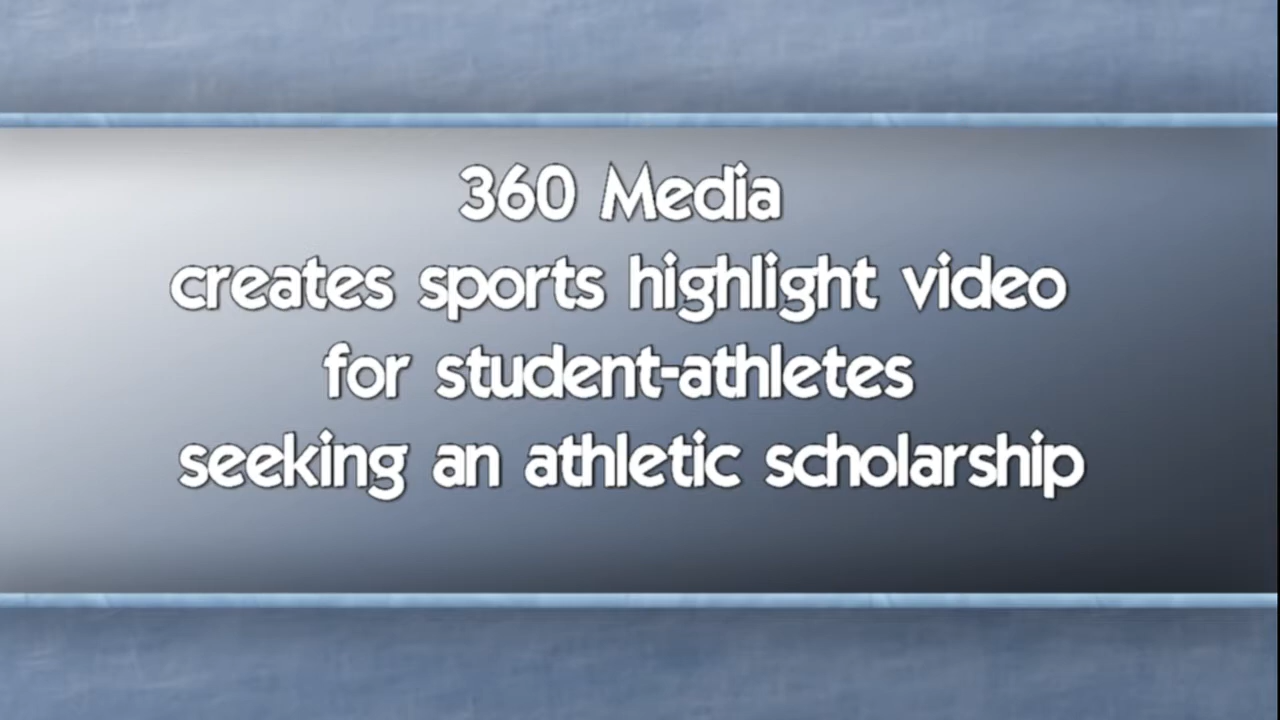 360 Media
creates sports highlight video
for student-athletes
seeking an athletic scholarship